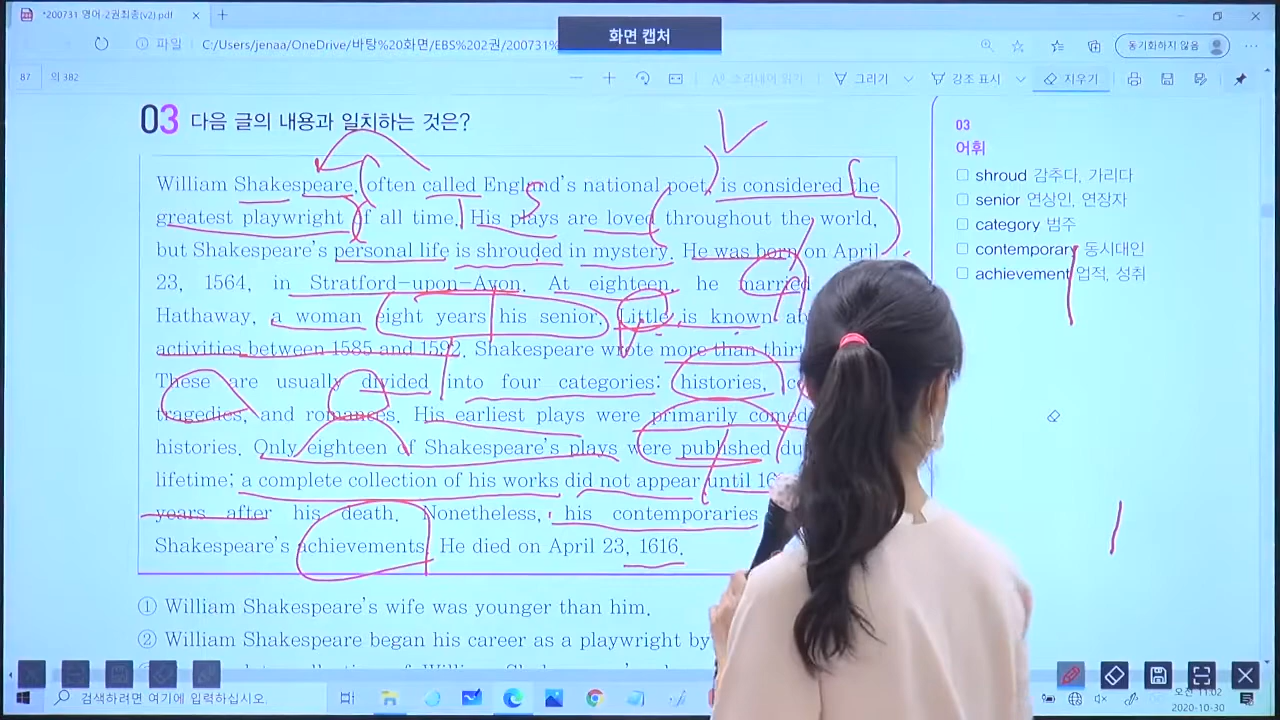 *200731 영어-2권최종(v2).pdf
파일 C:/Users/jenaa/OneDrive/바탕%20화면/EBS%202권/200731%
화면 캡처
동기화하지 않음
87 의 382
소리내어 읽기 그리기 강조 표시 지우기
03 다음 글의 내용과 일치하는 것은?
William Shakespeare, often called England's national poet, is considered the
greatest playwright of all time. His plays are loved throughout the world,
but Shakespeare's personal life is shrouded in mystery. He was born on April
23, 1564, in Stratford-upon-Avon. At eighteen, he married
Hathaway, a woman eight years his senior. Little is known
activities between 1585 and 1592. Shakespeare wrote more than
These are usually divided into four categories: histories,
tragedies, and romances. His earliest plays were primarily
histories. Only eighteen of Shakespeare's plays were published
lifetime; a complete collection of his works did not appear until
years after his death. Nonetheless, his contemporaries
Shakespeare's achievements. He died on April 23, 1616.
① William Shakespeare's wife was younger than him.
② William Shakespeare began his career as a playwright by
03
어휘
shroud 감추다, 가리다
senior 연상인, 연장자
category 범주
contemporary 동시대인
achievement 업적, 성취
검색하려면 여기에 입력하십시오.
오전 11:02
2020-10-30